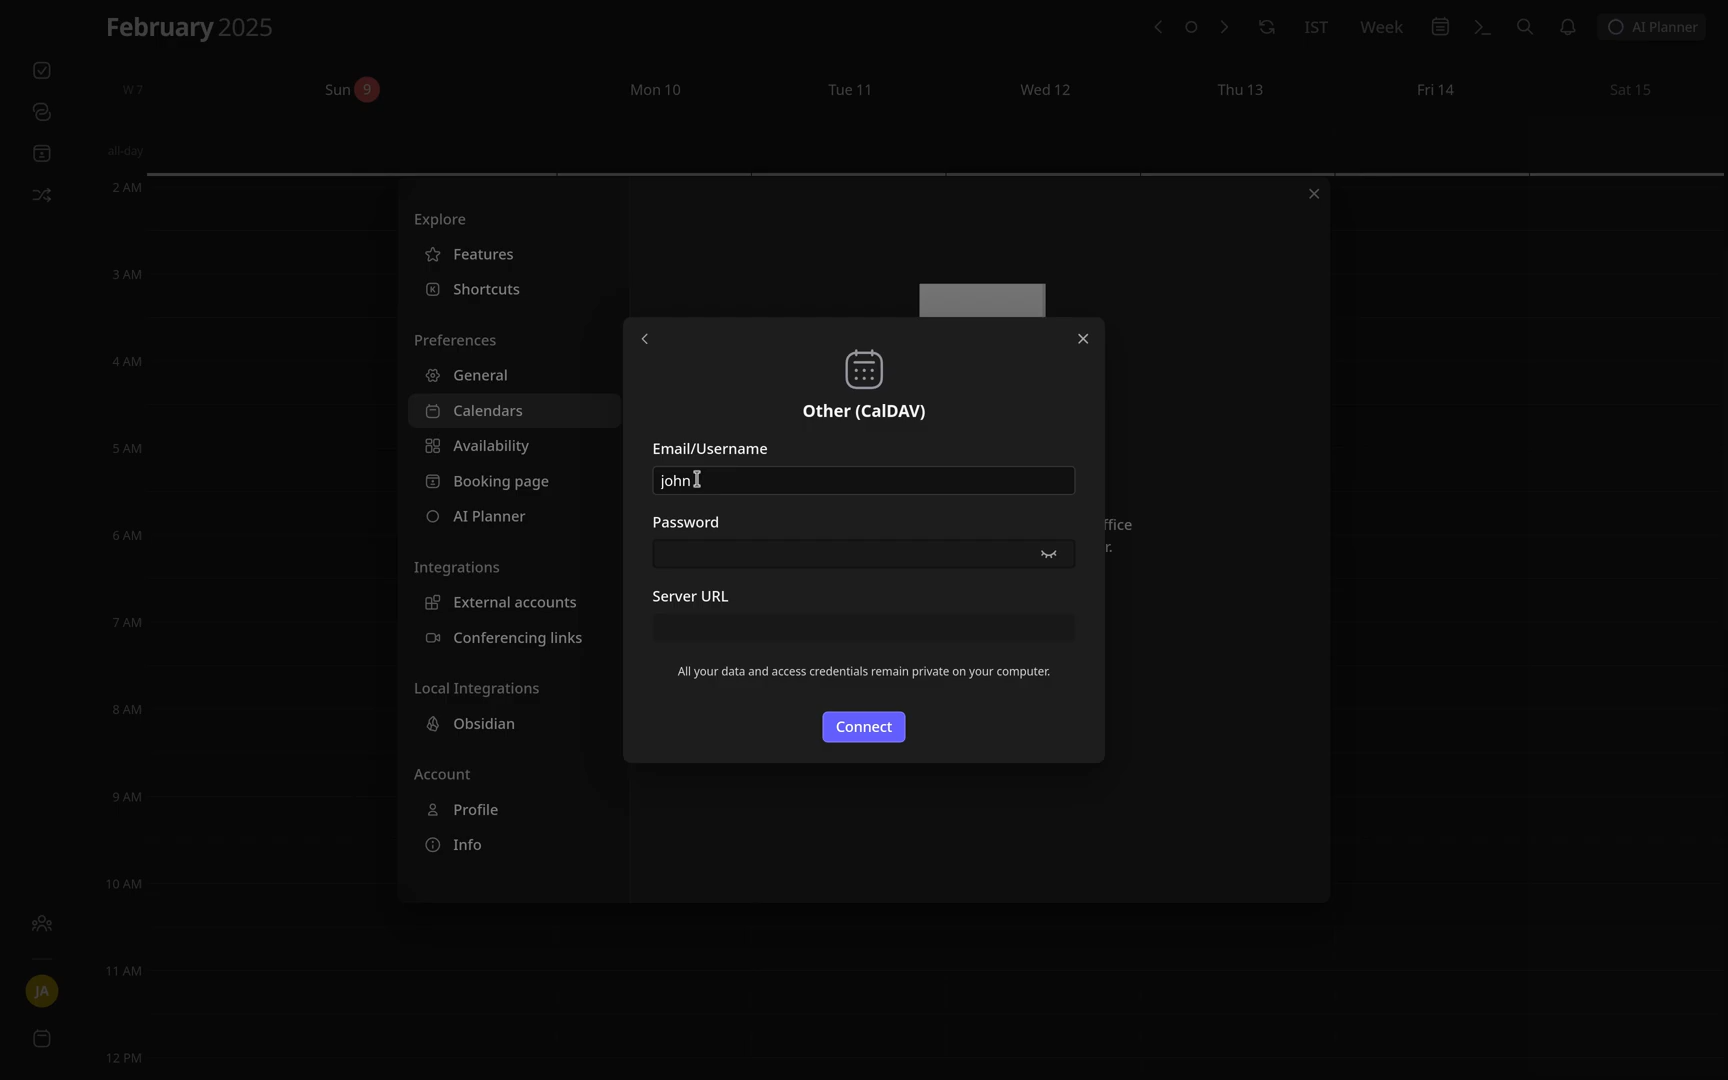 February 2025
IST
Week
AI Planner
W 7
Sun 9
Mon 10
Tue 11
Wed 12
Thu 13
Fri 14
Sat 15
all-day
2 AM
3 AM
4 AM
5 AM
6 AM
7 AM
8 AM
9 AM
10 AM
11 AM
12 PM
JA
Explore
Features
Shortcuts
Preferences
General
Calendars
Availability
Booking page
AI Planner
Integrations
External accounts
Conferencing links
Local Integrations
Obsidian
Account
Profile
Info
Other (CalDAV)
Email/Username
john
Password
Server URL
All your data and access credentials remain private on your computer.
Connect